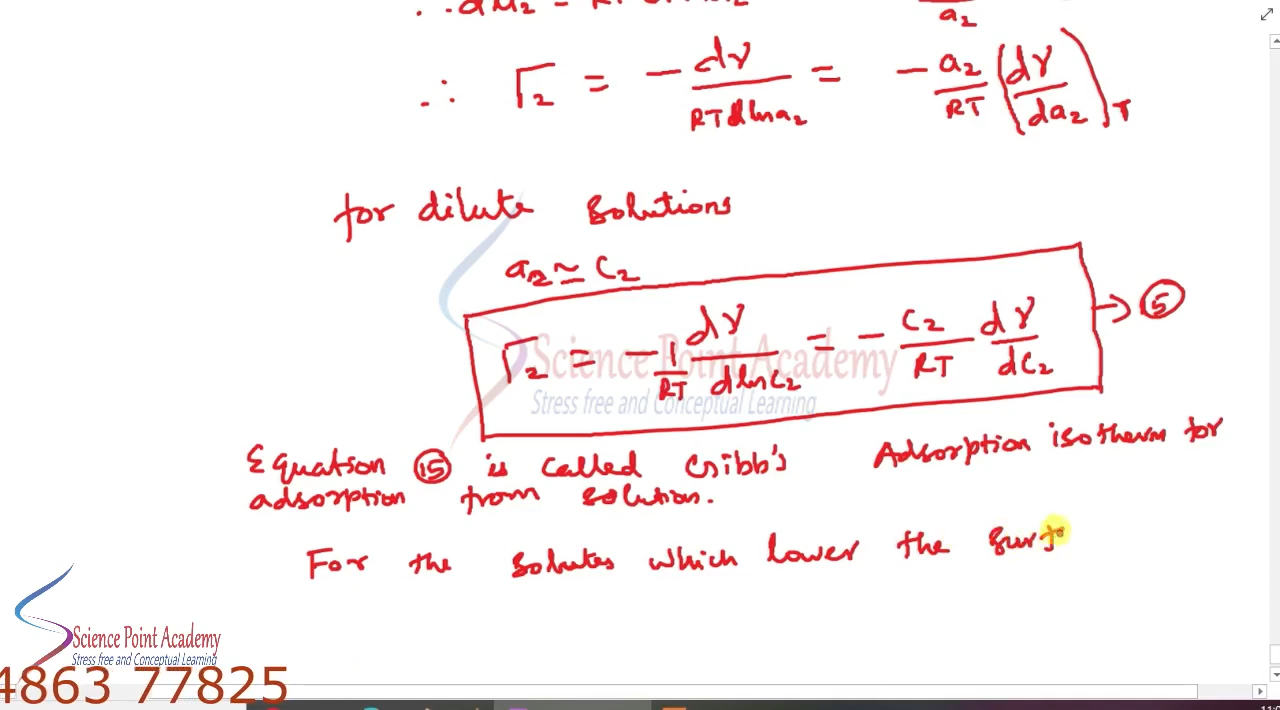 ∴ dμ₂ = RT
a₂
∴ Γ₂ = - dγ / RT dlna₂ = - a₂/RT (dγ/da₂)T
for dilute solutions
a₂ ≃ C₂
Γ₂ = - 1/RT dγ/dlnC₂ = - C₂/RT dγ/dC₂ → ⑤
Equation ⑮ is called Gibb's Adsorption isotherm for
adsorption from solution.
For the solutes which lower the surf
Science Point Academy
Stress free and Conceptual Learning
Science Point Academy
Stress free and Conceptual Learning
4863 77825